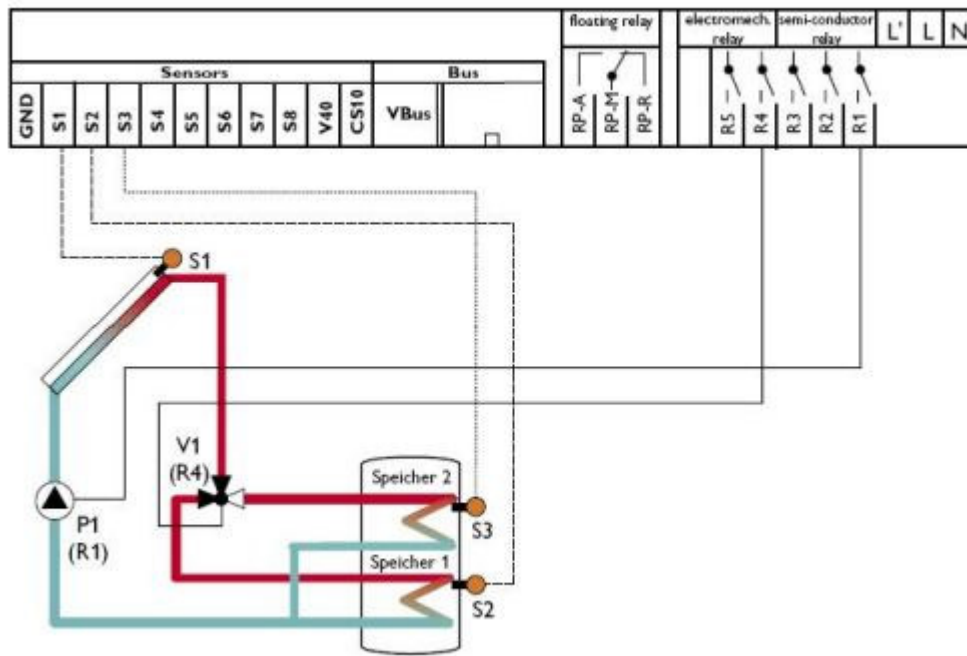 floating relay
electromech. relay
semi-conductor relay
L'
L
N
Sensors
Bus
GND
S1
S2
S3
S4
S5
S6
S7
S8
V40
CS10
VBus
RP-A
RP-M
RP-R
R5
R4
R3
R2
R1
S1
V1
(R4)
Speicher 2
S3
P1
(R1)
Speicher 1
S2